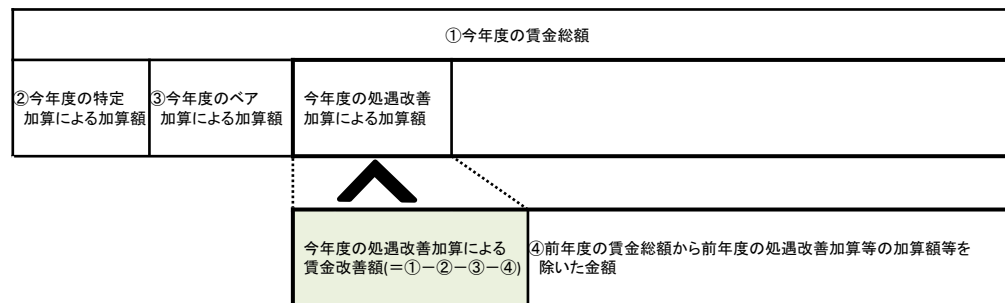 ①今年度の賃金総額
②今年度の特定
加算による加算額
③今年度のベア
加算による加算額
今年度の処遇改善
加算による加算額
今年度の処遇改善加算による
賃金改善額(=①-②-③-④)
④前年度の賃金総額から前年度の処遇改善加算等の加算額等を
除いた金額